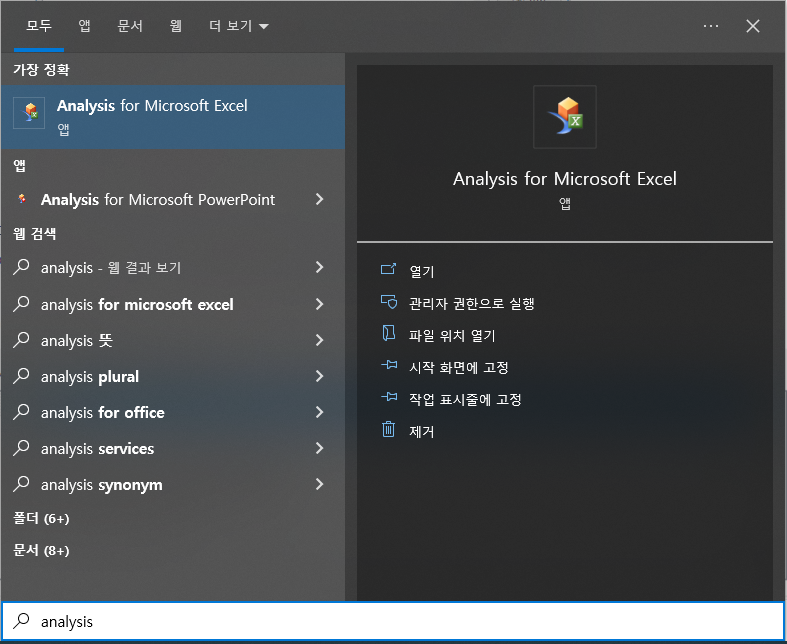 모두 앱 문서 웹 더 보기
가장 정확
Analysis for Microsoft Excel
앱
앱
Analysis for Microsoft PowerPoint
웹 검색
analysis - 웹 결과 보기
analysis for microsoft excel
analysis 뜻
analysis plural
analysis for office
analysis services
analysis synonym
폴더 (6+)
문서 (8+)
Analysis for Microsoft Excel
앱
열기
관리자 권한으로 실행
파일 위치 열기
시작 화면에 고정
작업 표시줄에 고정
제거
analysis